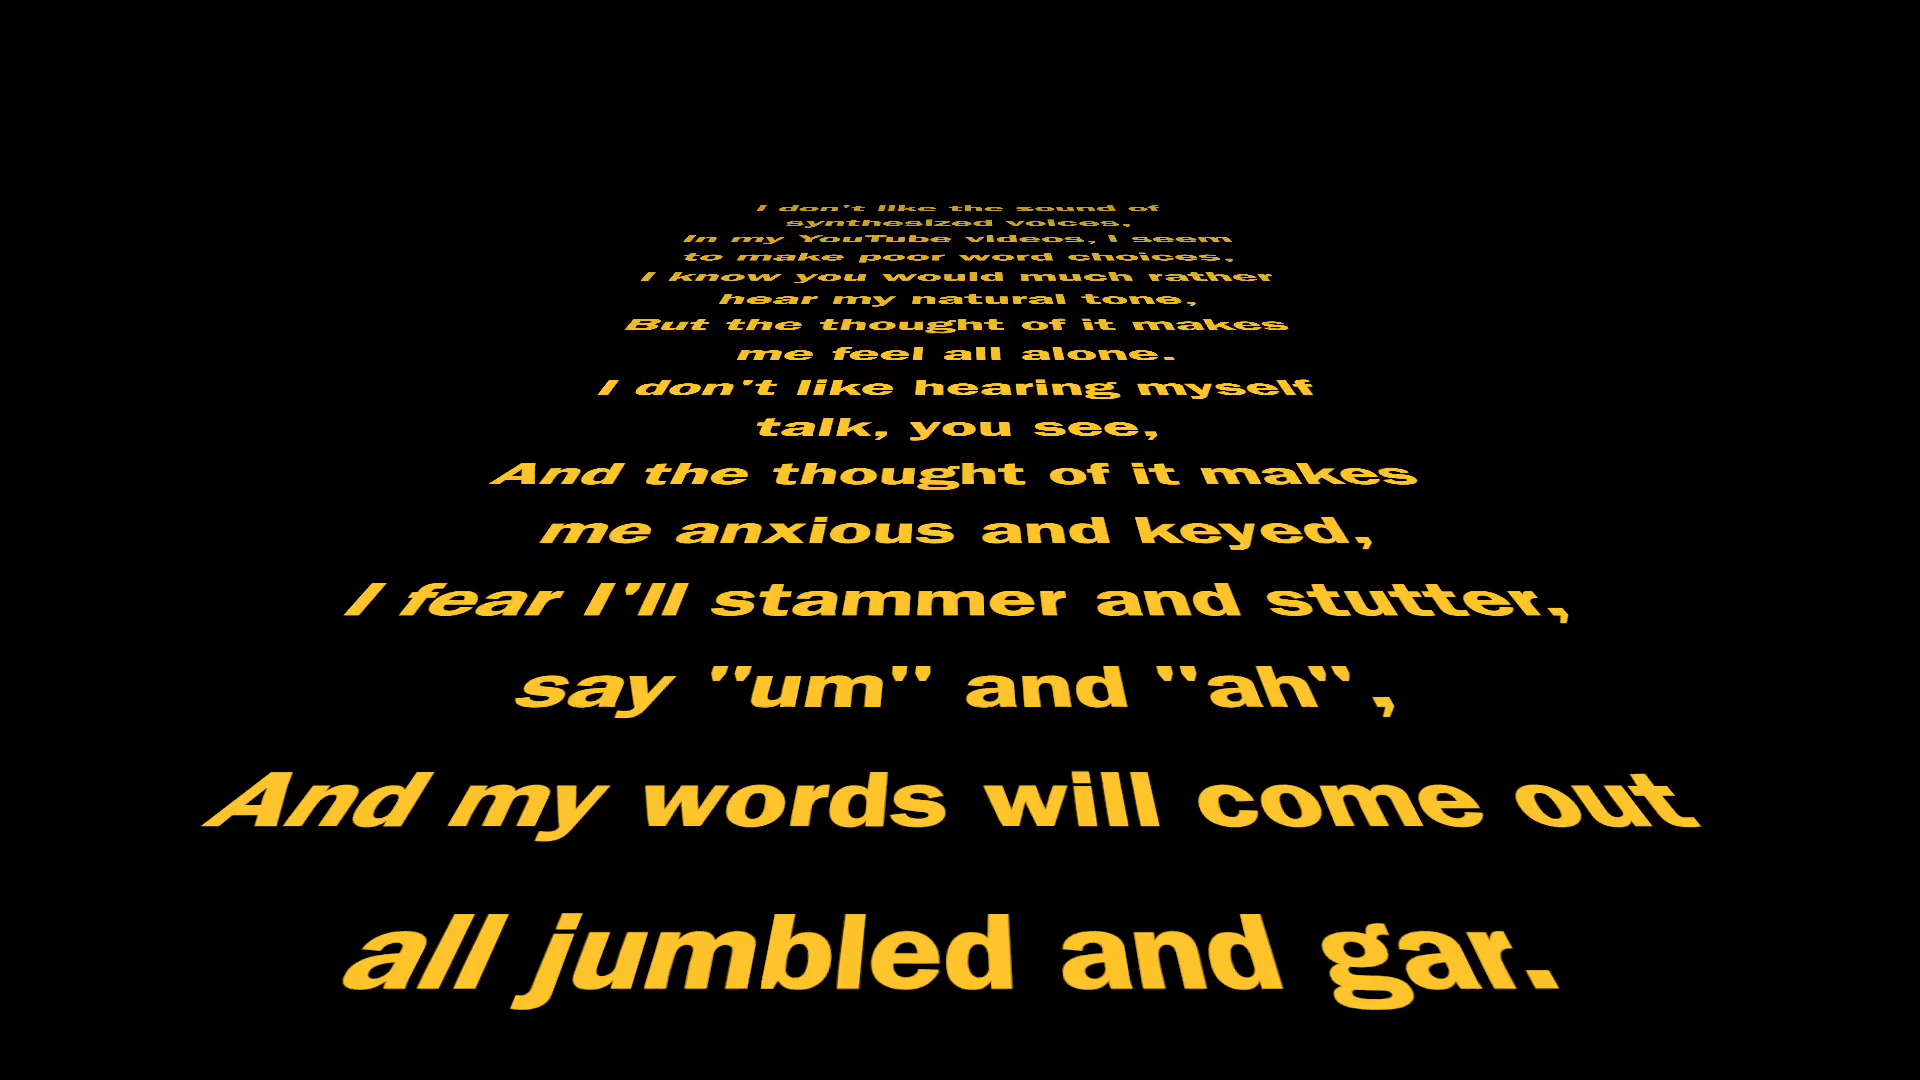 I don't like the sound of
synthesized voices,
In my YouTube videos, I seem
to make poor word choices,
I know you would much rather
hear my natural tone,
But the thought of it makes
me feel all alone.
I don't like hearing myself
talk, you see,
And the thought of it makes
me anxious and keyed,
I fear I'll stammer and stutter,
say "um" and "ah",
And my words will come out
all jumbled and gar.